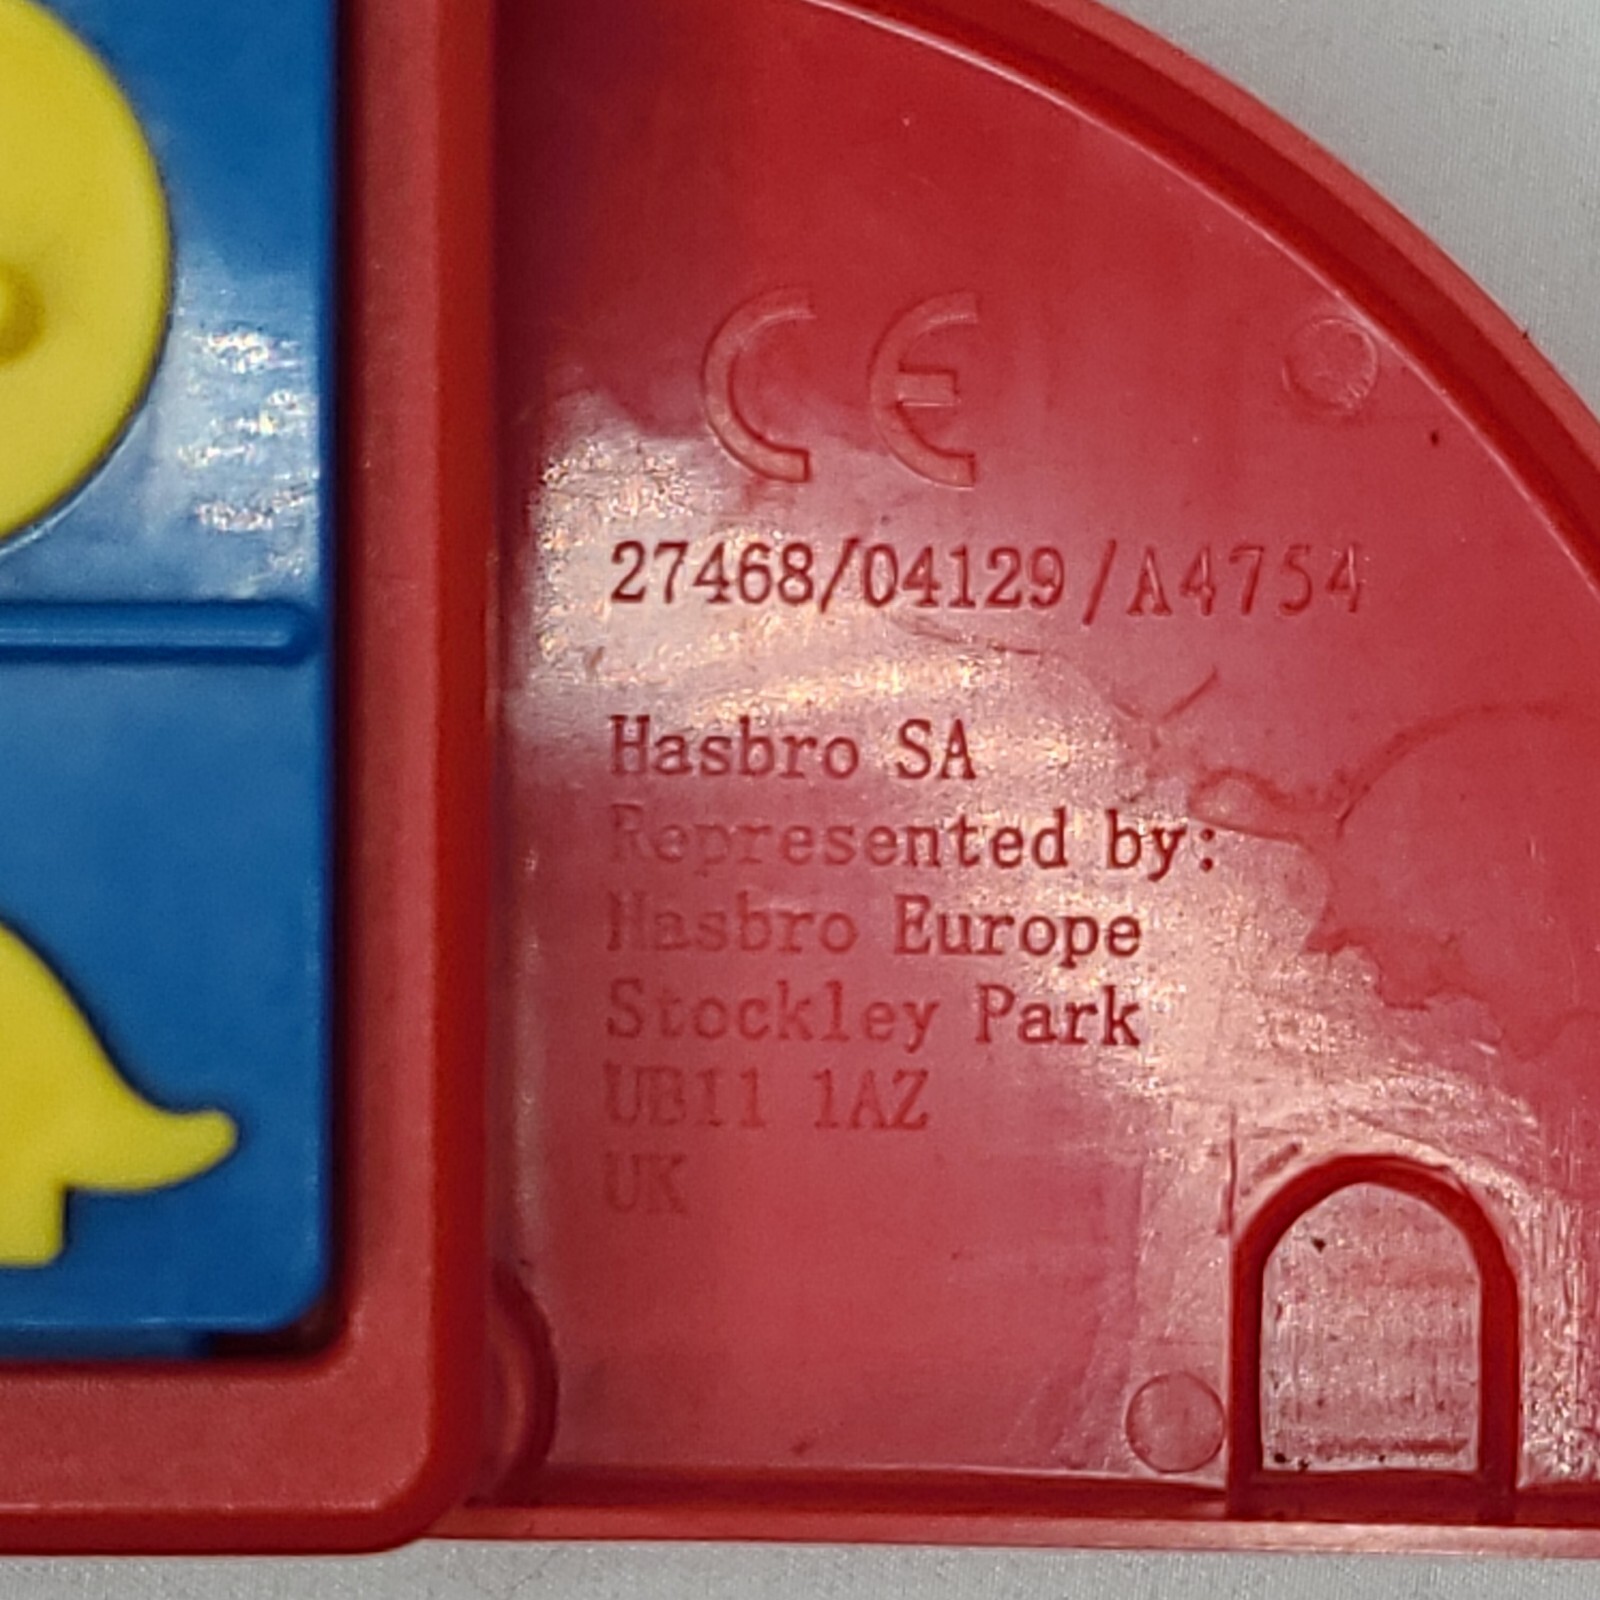 CE
27468/04129/A4754
Hasbro SA
Represented by:
Hasbro Europe
Stockley Park
UB11 1AZ
UK